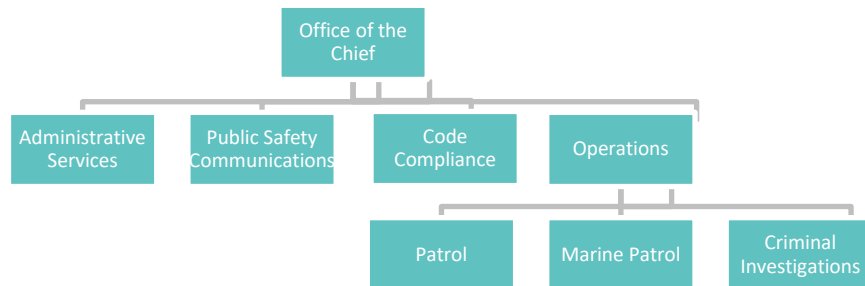 Office of the
Chief
Administrative
Services
Public Safety
Communications
Code
Compliance
Operations
Patrol
Marine Patrol
Criminal
Investigations